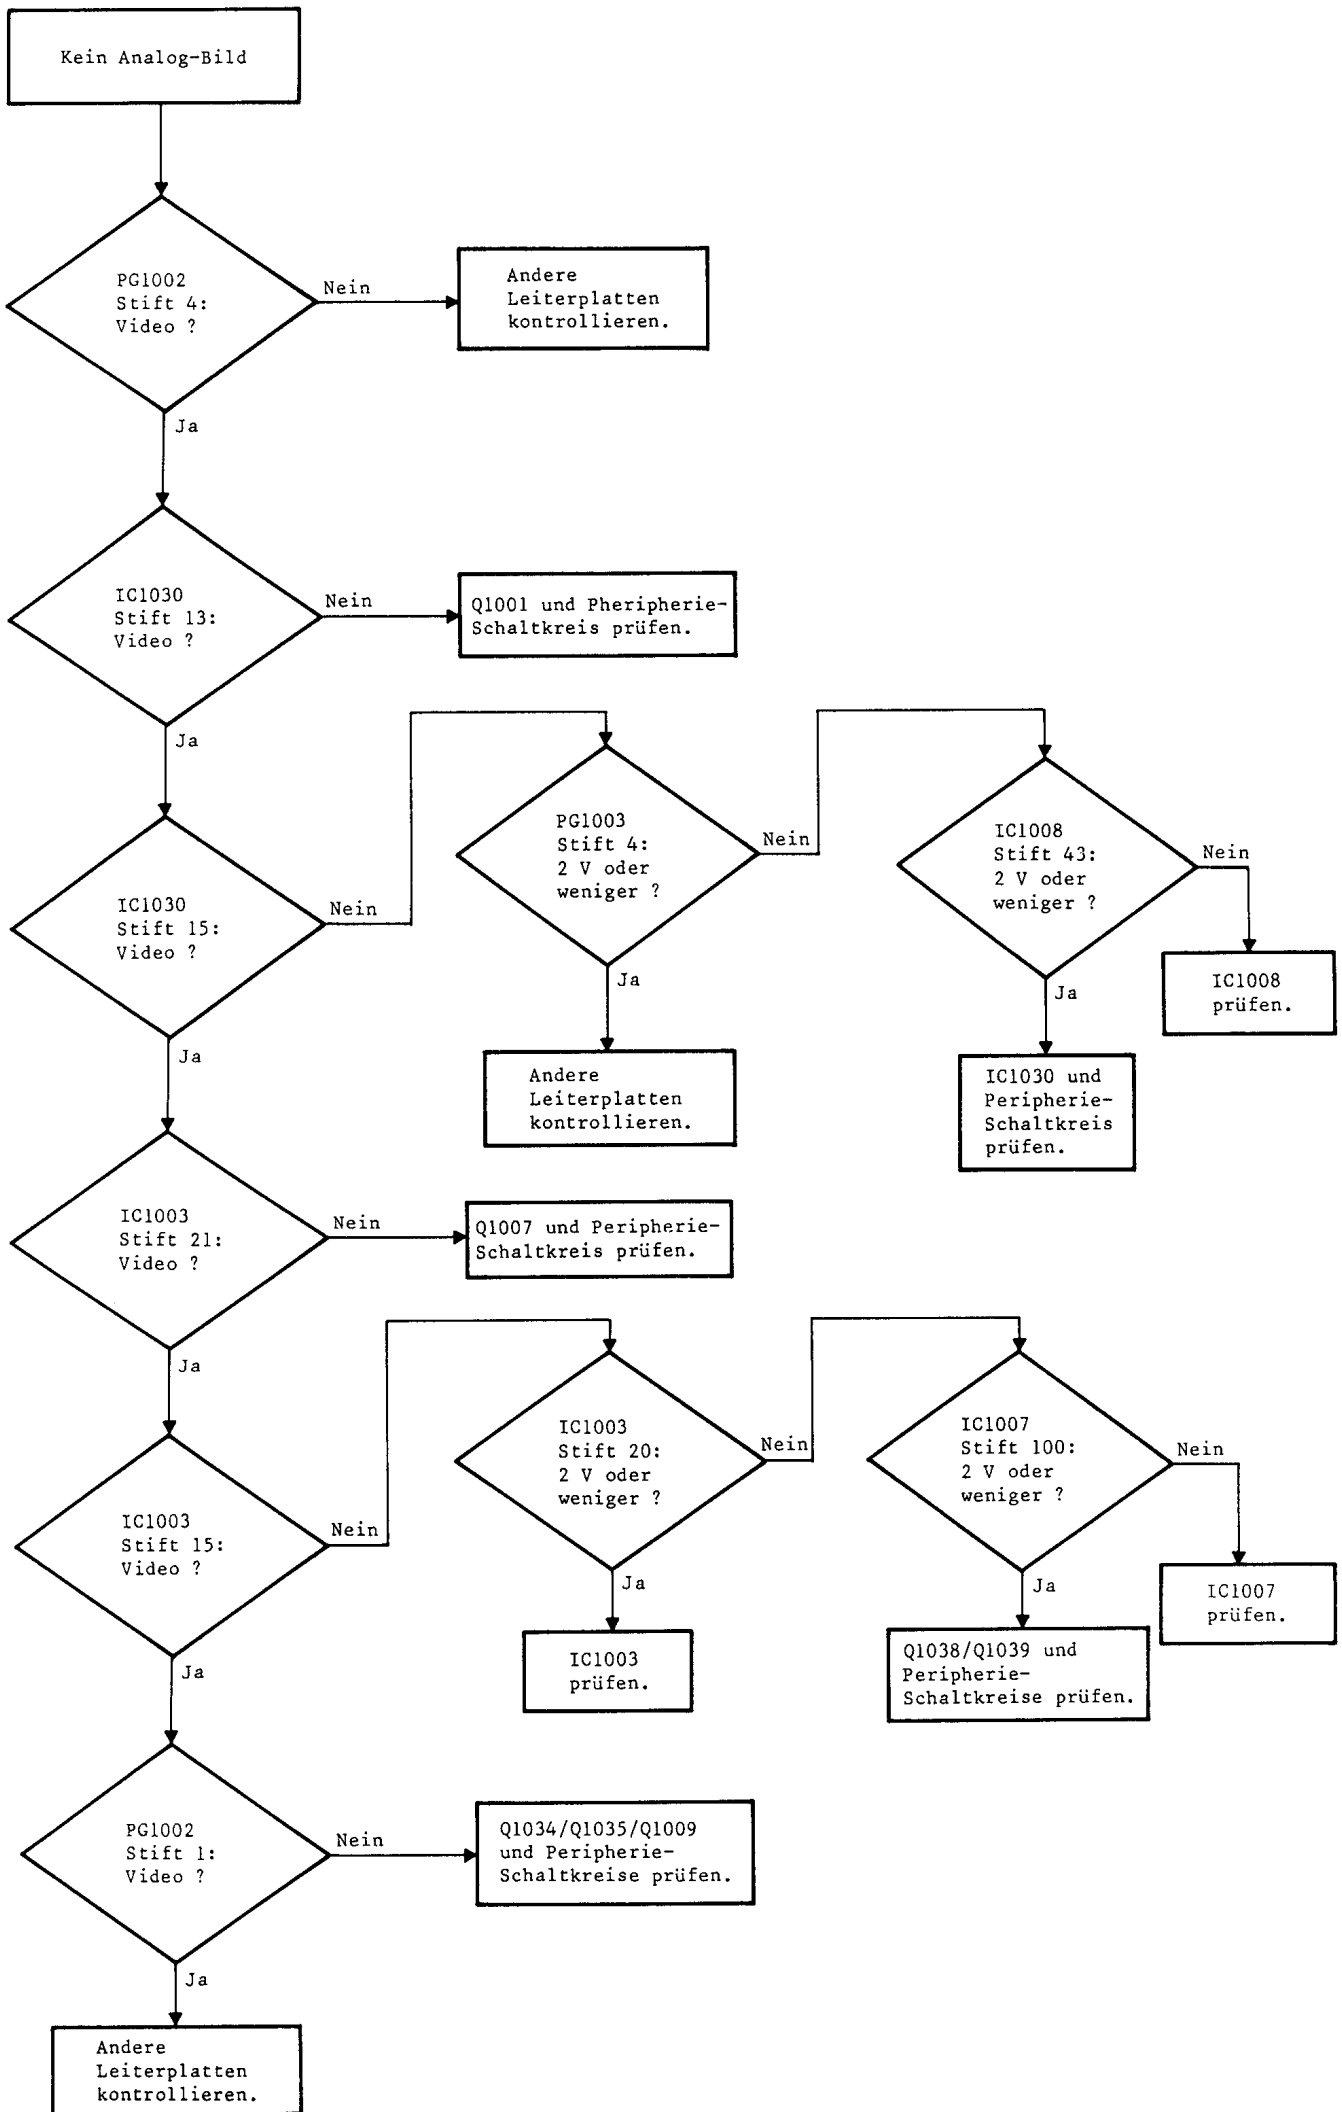 Kein Analog-Bild
PG1002
Stift 4:
Video ?
Nein
Andere
Leiterplatten
kontrollieren.
Ja
IC1030
Stift 13:
Video ?
Nein
Q1001 und Pheripherie-
Schaltkreis prüfen.
Ja
IC1030
Stift 15:
Video ?
Nein
PG1003
Stift 4:
2 V oder
weniger ?
Nein
IC1008
Stift 43:
2 V oder
weniger ?
Nein
IC1008
prüfen.
Ja
IC1030 und
Peripherie-
Schaltkreis
prüfen.
Ja
Andere
Leiterplatten
kontrollieren.
Ja
IC1003
Stift 21:
Video ?
Nein
Q1007 und Peripherie-
Schaltkreis prüfen.
Ja
IC1003
Stift 15:
Video ?
Nein
IC1003
Stift 20:
2 V oder
weniger ?
Nein
IC1007
Stift 100:
2 V oder
weniger ?
Nein
IC1007
prüfen.
Ja
Q1038/Q1039 und
Peripherie-
Schaltkreise prüfen.
Ja
IC1003
prüfen.
Ja
PG1002
Stift 1:
Video ?
Nein
Q1034/Q1035/Q1009
und Peripherie-
Schaltkreise prüfen.
Ja
Andere
Leiterplatten
kontrollieren.